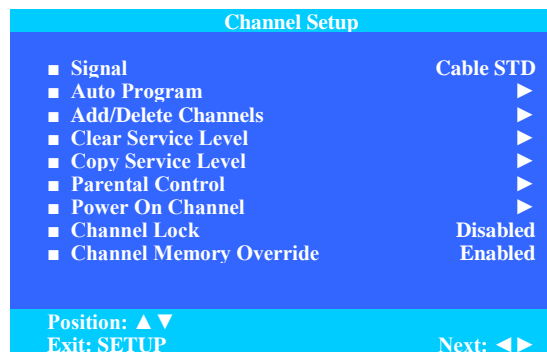 Channel Setup
■ Signal Cable STD
■ Auto Program ►
■ Add/Delete Channels ►
■ Clear Service Level ►
■ Copy Service Level ►
■ Parental Control ►
■ Power On Channel ►
■ Channel Lock Disabled
■ Channel Memory Override Enabled
Position: ▲▼
Exit: SETUP Next: ◄►